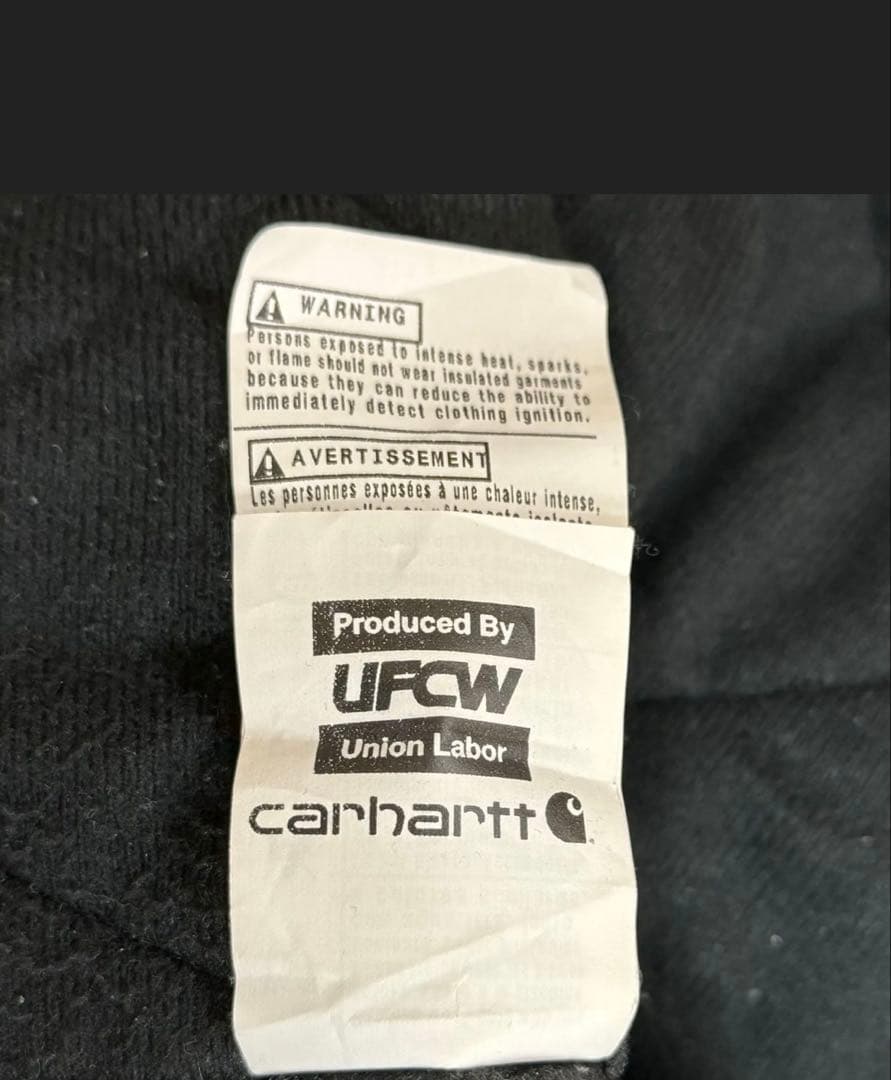 WARNING
Persons exposed to intense heat, sparks,
or flame should not wear insulated garments
because they can reduce the ability to
immediately detect clothing ignition.
AVERTISSEMENT
Les personnes exposées à une chaleur intense,
Produced By
UFCW
Union Labor
carhartt